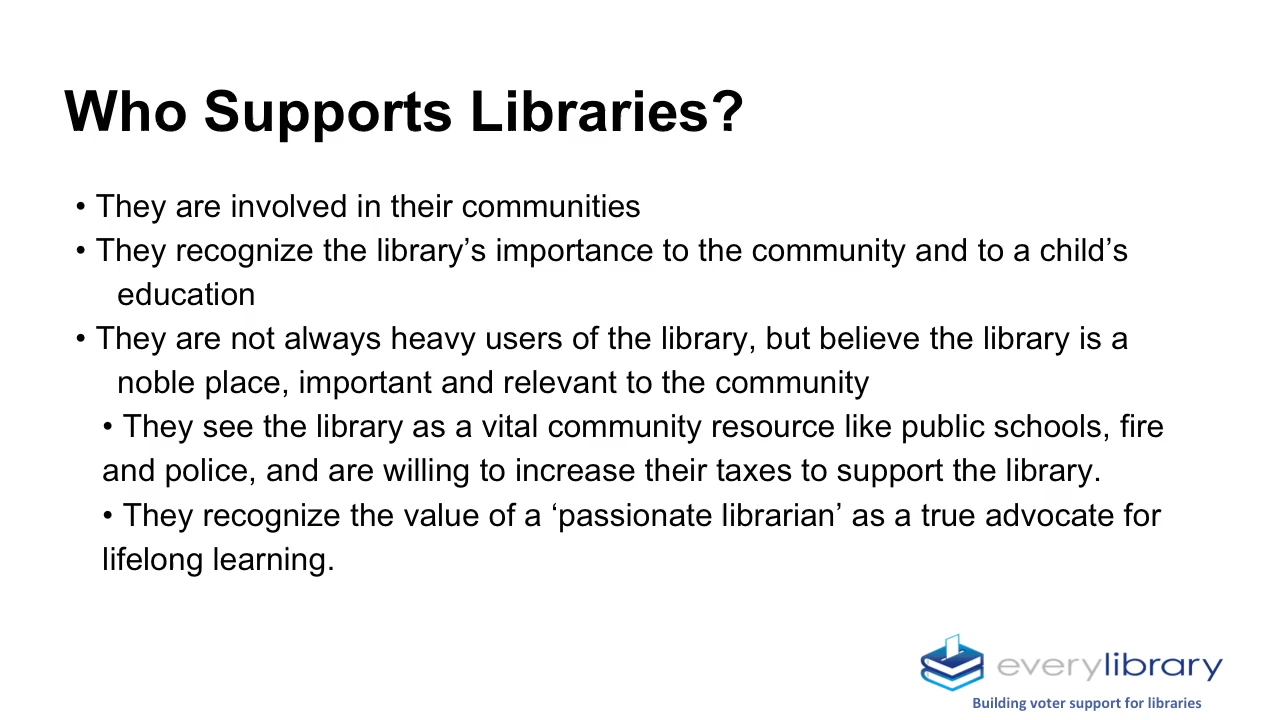 Who Supports Libraries?
• They are involved in their communities
• They recognize the library’s importance to the community and to a child’s
education
• They are not always heavy users of the library, but believe the library is a
noble place, important and relevant to the community
• They see the library as a vital community resource like public schools, fire
and police, and are willing to increase their taxes to support the library.
• They recognize the value of a ‘passionate librarian’ as a true advocate for
lifelong learning.
everylibrary
Building voter support for libraries